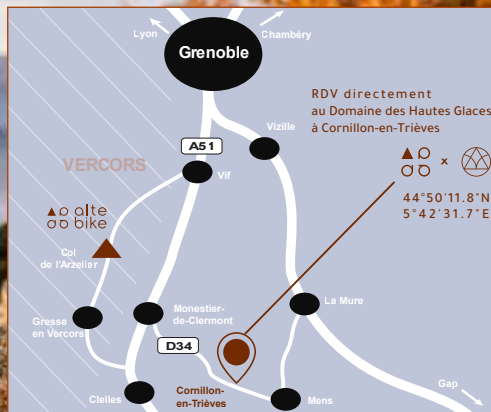 Lyon
Chambéry
Grenoble
RDV directement
au Domaine des Hautes Glaces
à Cornillon-en-Trièves
A51
Vizille
VERCORS
Vif
x
44°50'11.8"N
5°42'31.7"E
alte
bike
Col
de l'Arzelier
Monestier-
de-Clermont
La Mure
Gresse
en Vercors
D34
Cornillon-
en-Trièves
Clelles
Mens
Gap